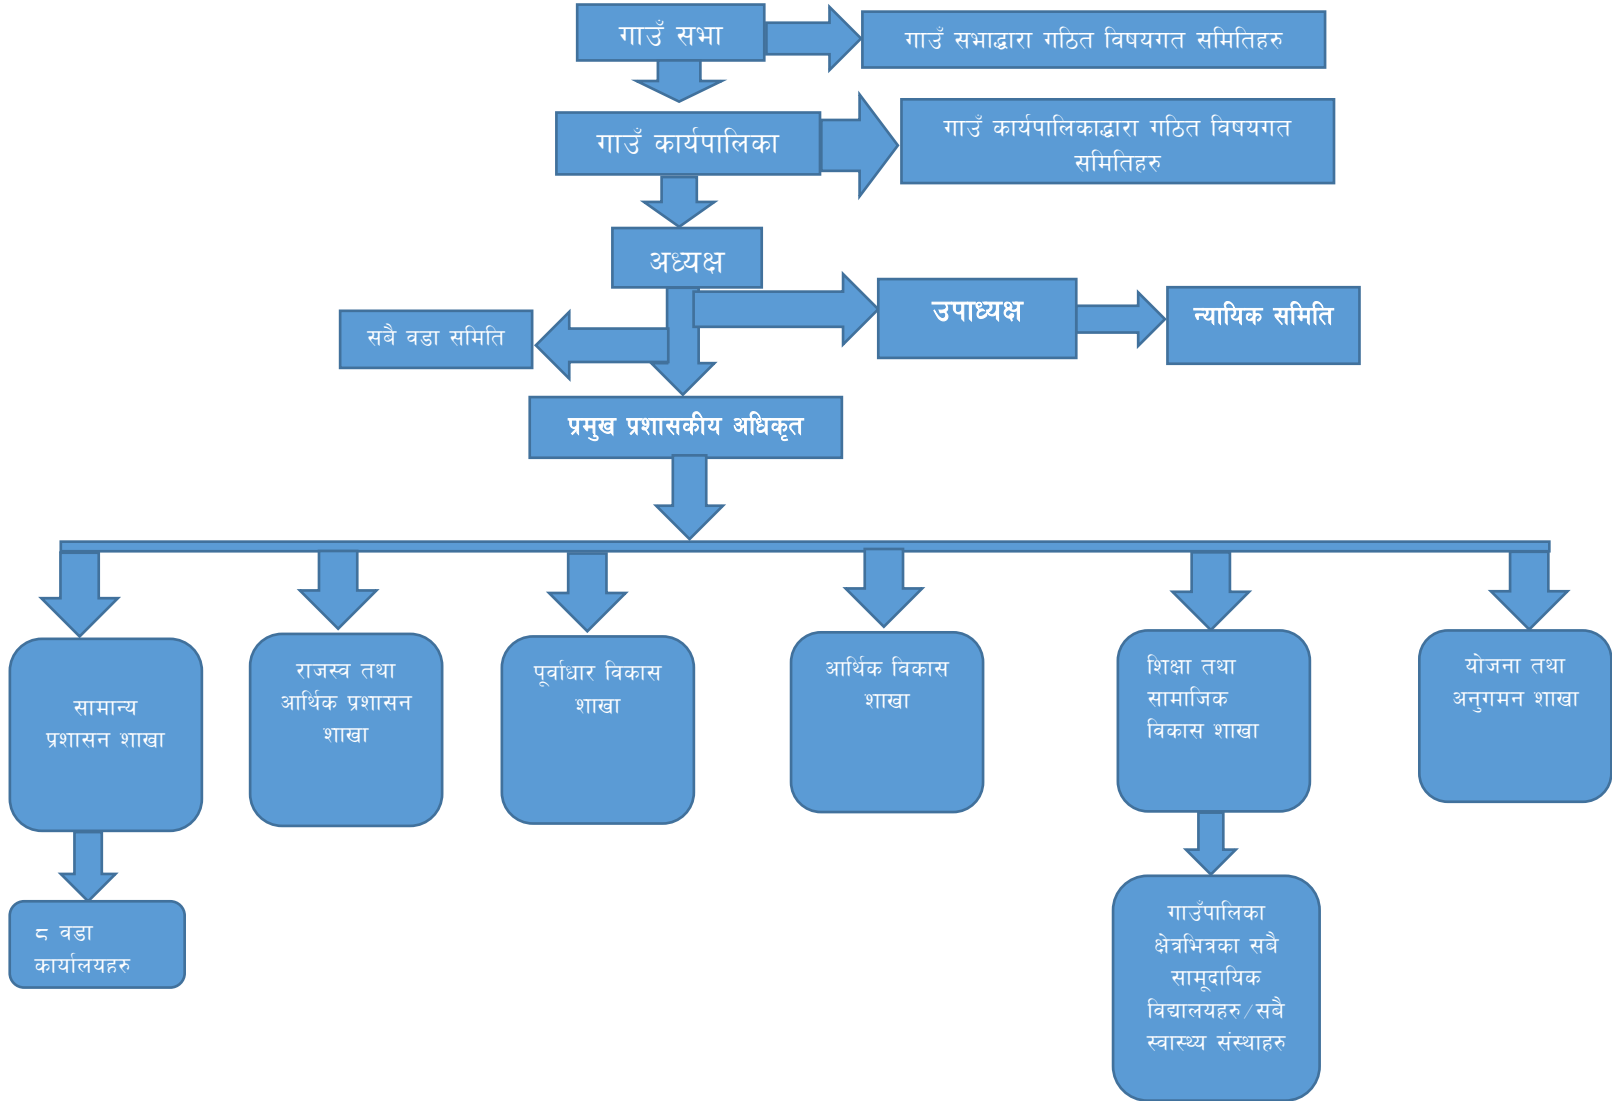 गाउँ सभा
गाउँ सभाद्धारा गठित विषयगत समितिहरु
गाउँ कार्यपालिका
गाउँ कार्यपालिकाद्धारा गठित विषयगत
समितिहरु
अध्यक्ष
उपाध्यक्ष
न्यायिक समिति
सबै वडा समिति
प्रमुख प्रशासकीय अधिकृत
सामान्य
प्रशासन शाखा
राजस्व तथा
आर्थिक प्रशासन
शाखा
पूर्वाधार विकास
शाखा
आर्थिक विकास
शाखा
शिक्षा तथा
सामाजिक
विकास शाखा
योजना तथा
अनुगमन शाखा
८ वडा
कार्यालयहरु
गाउँपालिका
क्षेत्रभित्रका सबै
सामूदायिक
विद्यालयहरु/सबै
स्वास्थ्य संस्थाहरु